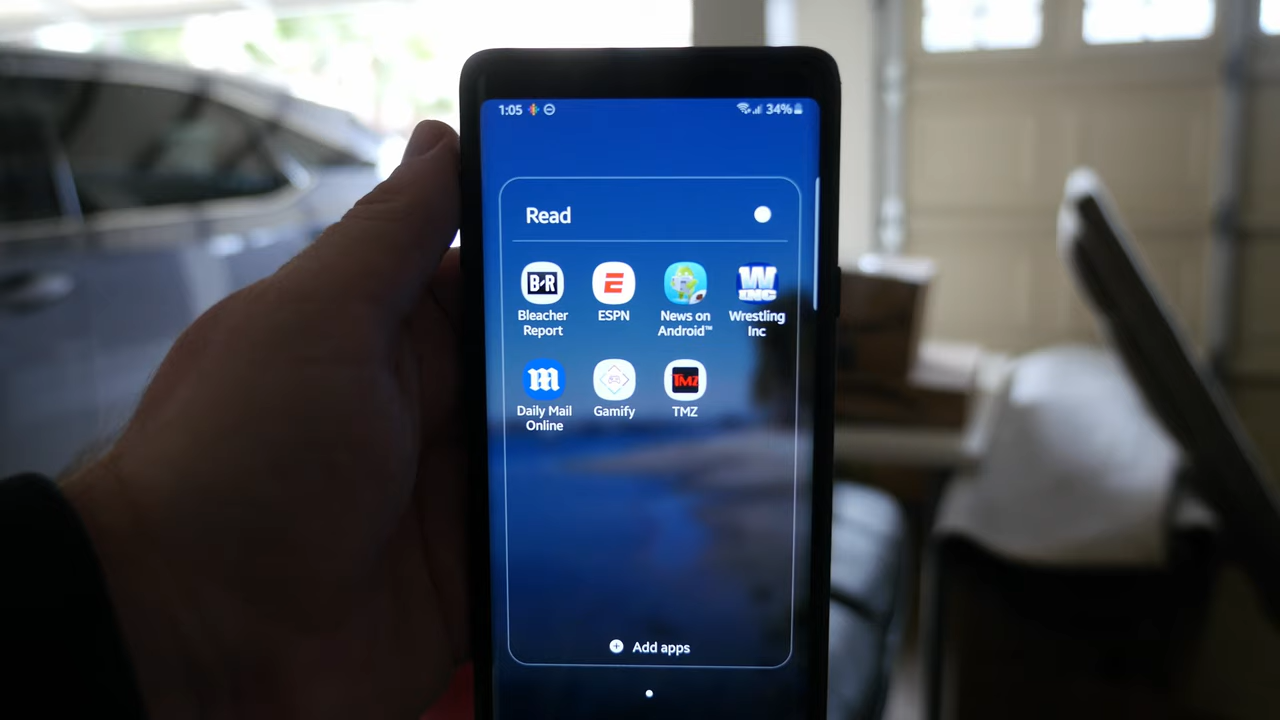 1:05 34%
Read
B/R E W
INC
Bleacher ESPN News on Wrestling
Report Android™ Inc
m TMZ
Daily Mail Gamify TMZ
Online
Add apps